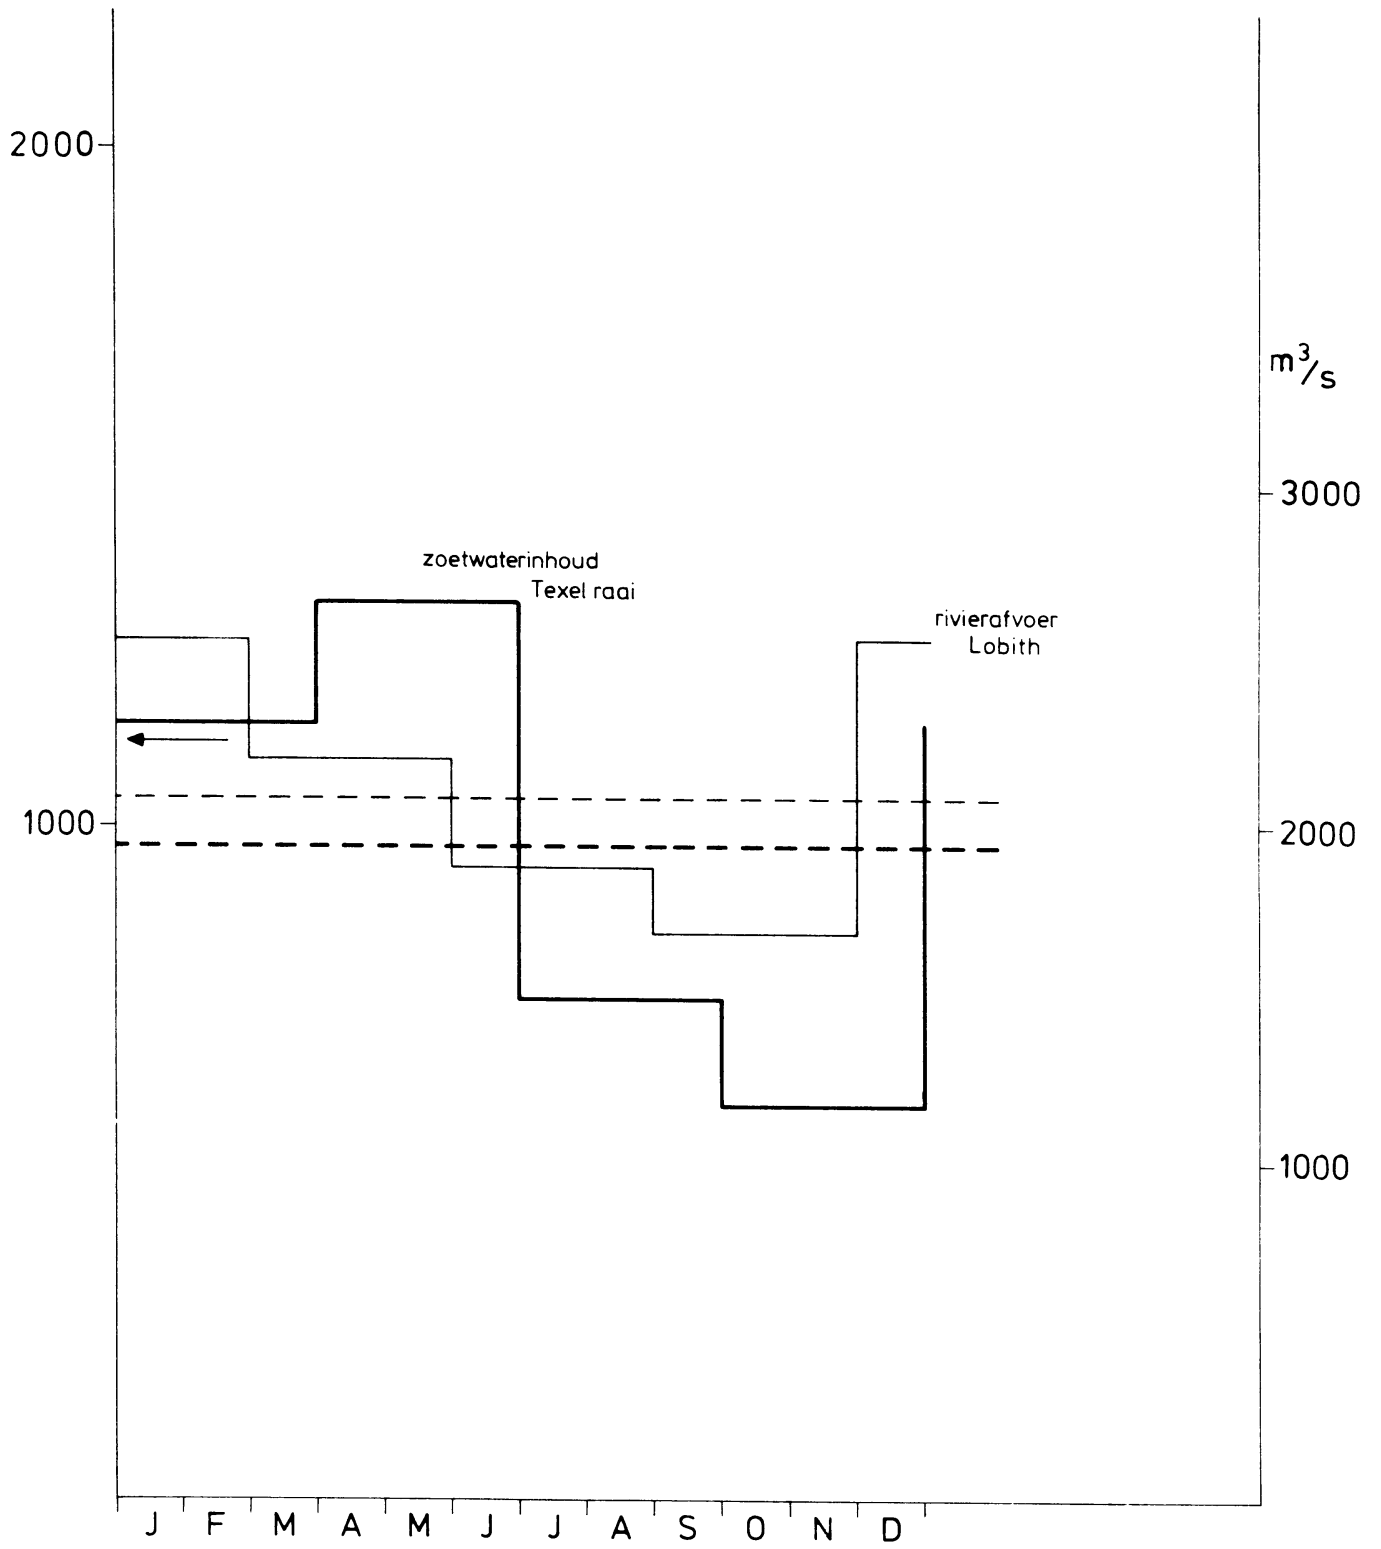 2000
m³/s
3000
zoetwaterinhoud
Texel raai
rivierafvoer
Lobith
1000
2000
1000
J F M A M J J A S O N D